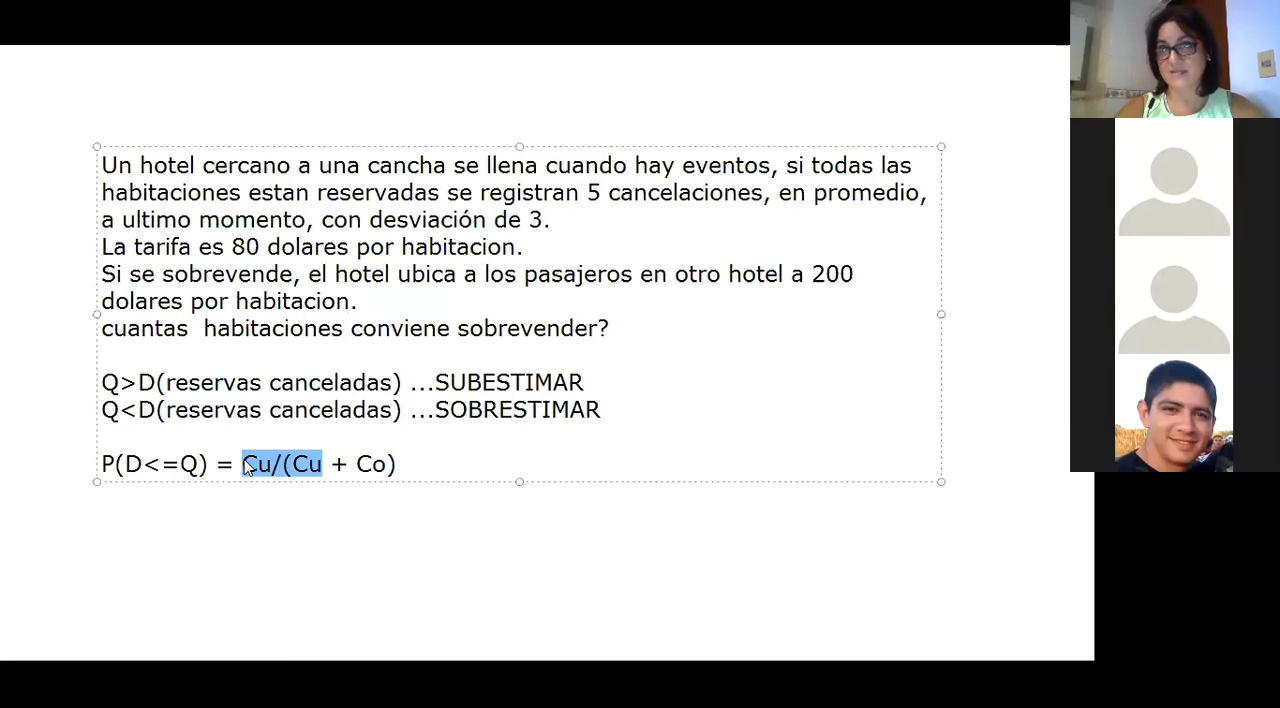 Un hotel cercano a una cancha se llena cuando hay eventos, si todas las
habitaciones estan reservadas se registran 5 cancelaciones, en promedio,
a ultimo momento, con desviación de 3.
La tarifa es 80 dolares por habitacion.
Si se sobrevende, el hotel ubica a los pasajeros en otro hotel a 200
dolares por habitacion.
cuantas  habitaciones conviene sobrevender?
Q>D(reservas canceladas) ...SUBESTIMAR
Q<D(reservas canceladas) ...SOBRESTIMAR
P(D<=Q) = Cu/(Cu + Co)